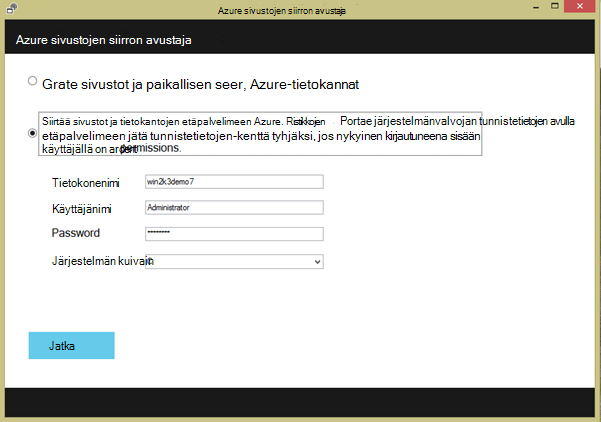 Azure sivustojen siirron avustaja
Azure sivustojen siirron avustaja
Grate sivustot ja paikallisen seer, Azure-tietokannat
Siirtää sivustot ja tietokantojen etäpalvelimeen Azure. Ristikkojen Portae järjestelmänvalvojan tunnistetietojen avulla
etäpalvelimeen jätä tunnistetietojen-kenttä tyhjäksi, jos nykyinen kirjautuneena sisään
käyttäjällä on permissions.
Tietokonenimi win2k3demo7
Käyttäjänimi Administrator
Password ********
Järjestelmän kuivain
Jatka